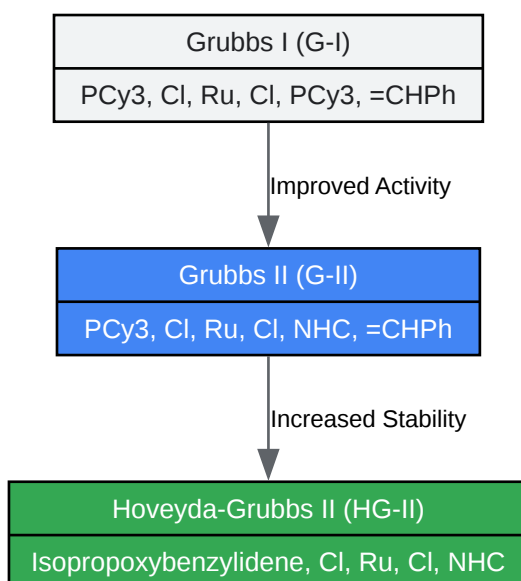 Grubbs I (G-I)
PCy3, Cl, Ru, Cl, PCy3, =CHPh
Improved Activity
Grubbs II (G-II)
PCy3, Cl, Ru, Cl, NHC, =CHPh
Increased Stability
Hoveyda-Grubbs II (HG-II)
Isopropoxybenzylidene, Cl, Ru, Cl, NHC